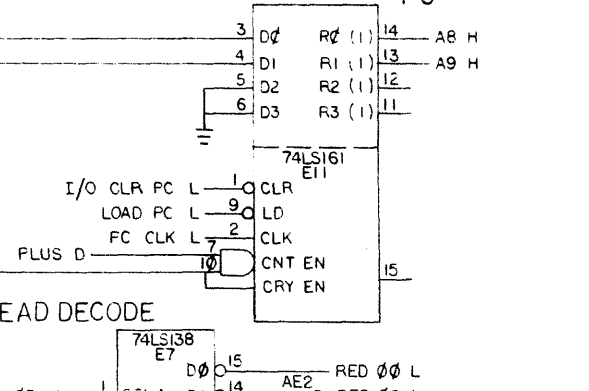 3 DØ RØ (1) 14 A8 H
4 D1 R1 (1) 13 A9 H
5 D2 R2 (1) 12
6 D3 R3 (1) 11
74LS161
E11
I/O CLR PC L 1 CLR
LOAD PC L 9 LD
PC CLK L 2 CLK
PLUS D 7
10 CNT EN
CRY EN 15
EAD DECODE
74LS138
E7
DØ 15 RED ØØ L
1 14 AE2